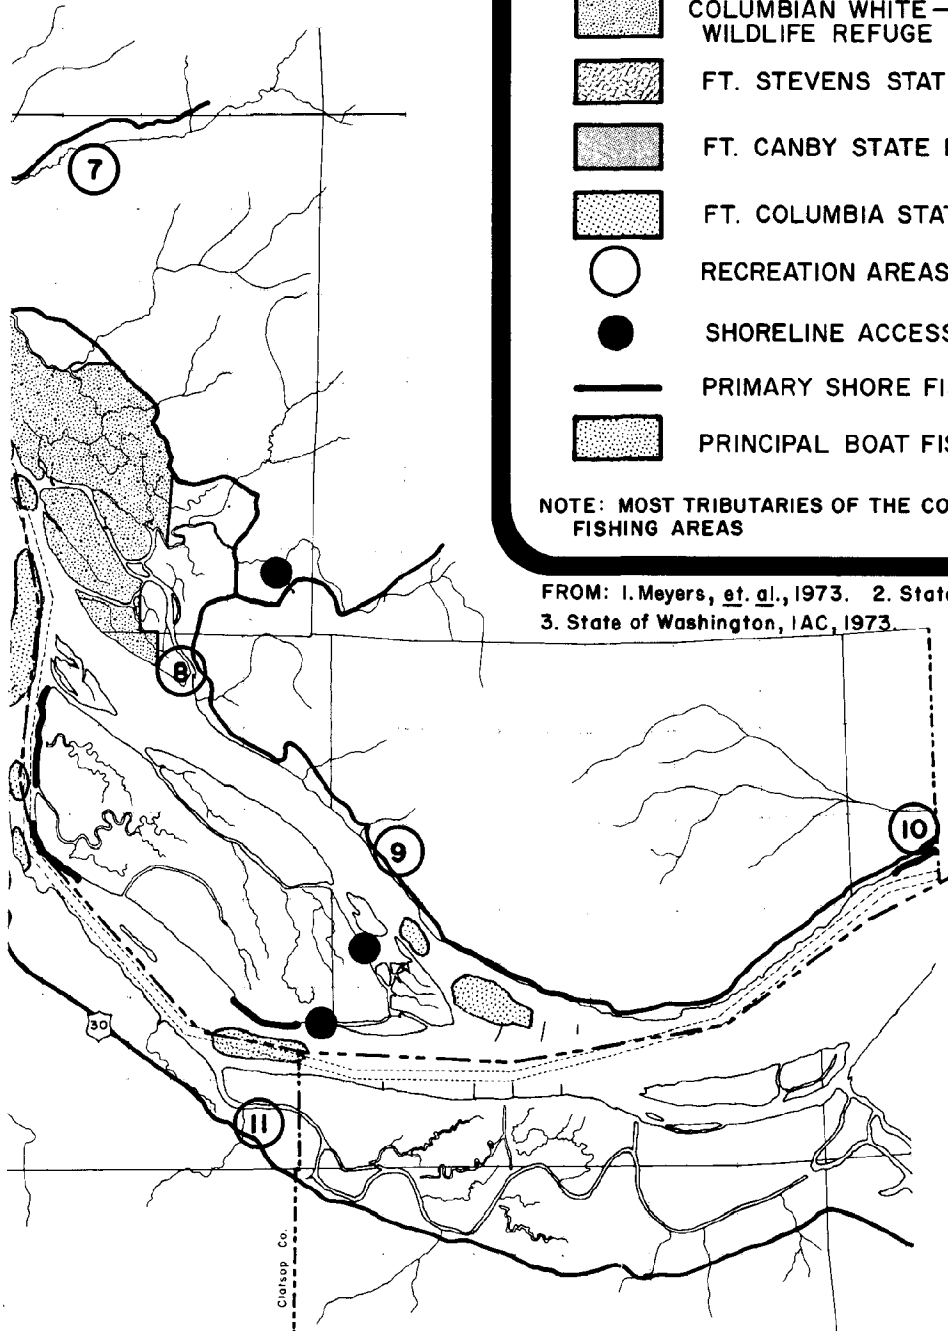 COLUMBIAN WHITE-
WILDLIFE REFUGE
FT. STEVENS STAT
FT. CANBY STATE
FT. COLUMBIA STA
RECREATION AREAS
SHORELINE ACCESS
PRIMARY SHORE FI
PRINCIPAL BOAT FIS
NOTE: MOST TRIBUTARIES OF THE CO
FISHING AREAS
FROM: 1. Meyers, et. al., 1973. 2. State
3. State of Washington, IAC, 1973.
7
8
9
10
30
11
Clatsop Co.